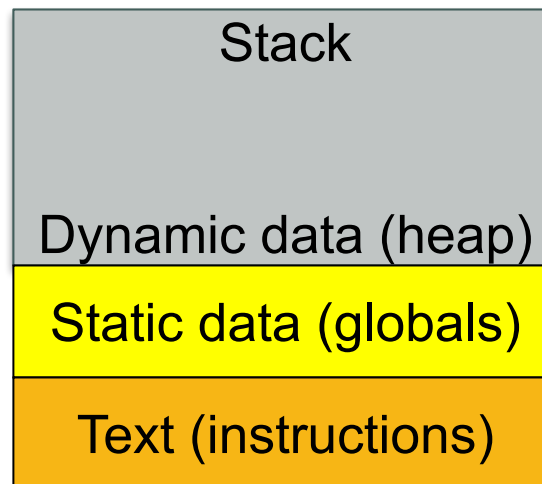 Stack
Dynamic data (heap)
Static data (globals)
Text (instructions)